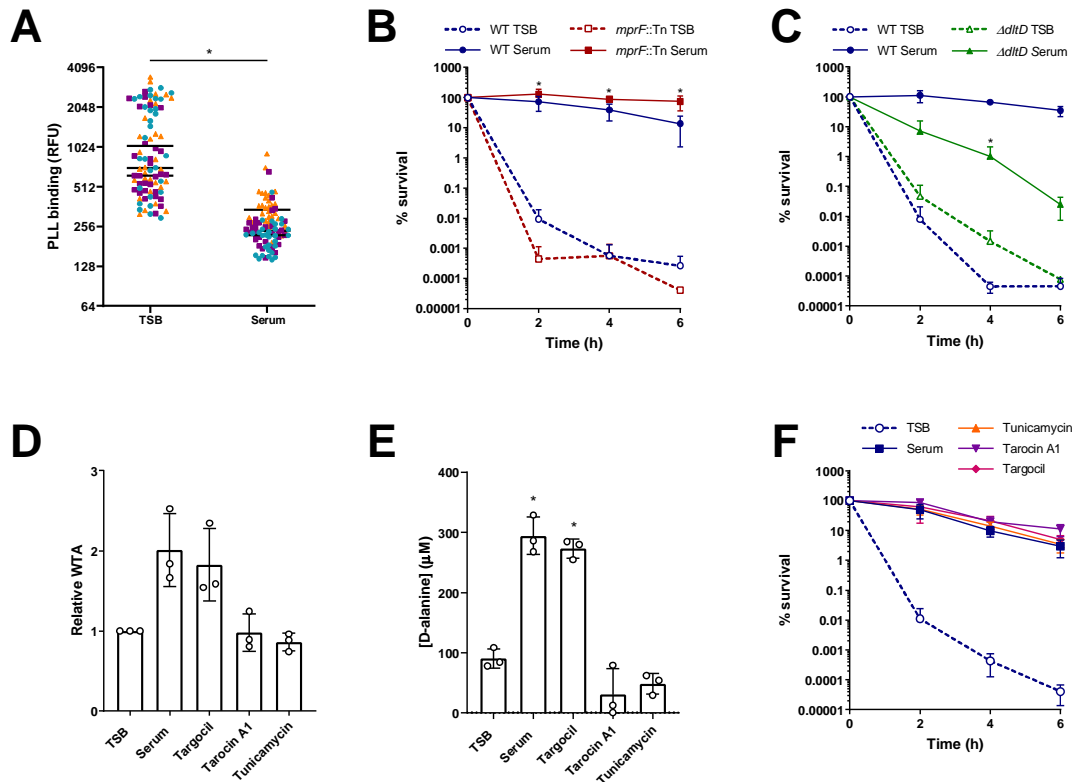 A
*
PLL binding (RFU)
4096
2048
1024
512
256
128
64
TSB
Serum
B
WT TSB
mprF::Tn TSB
WT Serum
mprF::Tn Serum
% survival
1000
100
10
1
0.1
0.01
0.001
0.0001
0.00001
* * *
0 2 4 6
Time (h)
C
WT TSB
ΔdltD TSB
WT Serum
ΔdltD Serum
% survival
1000
100
10
1
0.1
0.01
0.001
0.0001
0.00001
*
0 2 4 6
Time (h)
D
Relative WTA
3
2
1
0
TSB
Serum
Targocil
Tarocin A1
Tunicamycin
E
[D-alanine] (μM)
400
300
200
100
0
* *
TSB
Serum
Targocil
Tarocin A1
Tunicamycin
F
TSB
Tunicamycin
Serum
Tarocin A1
Targocil
% survival
1000
100
10
1
0.1
0.01
0.001
0.0001
0.00001
0 2 4 6
Time (h)